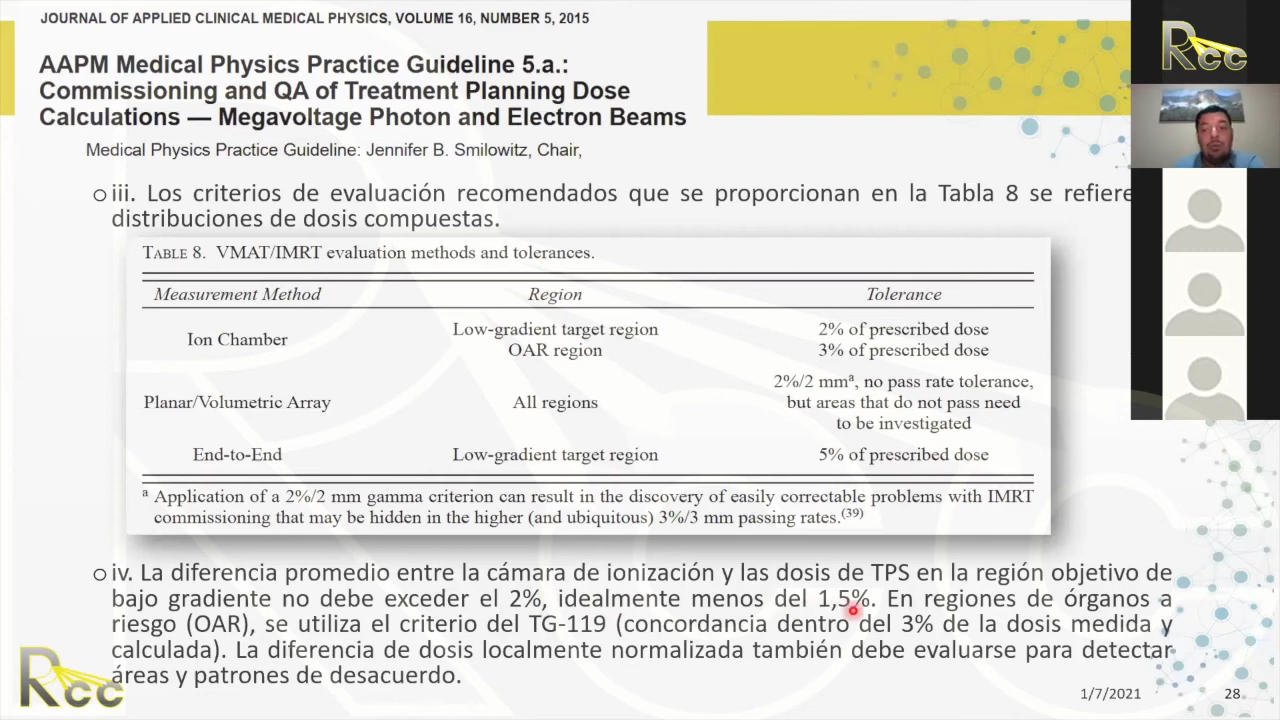 JOURNAL OF APPLIED CLINICAL MEDICAL PHYSICS, VOLUME 16, NUMBER 5, 2015
AAPM Medical Physics Practice Guideline 5.a.:
Commissioning and QA of Treatment Planning Dose
Calculations — Megavoltage Photon and Electron Beams
Medical Physics Practice Guideline: Jennifer B. Smilowitz, Chair,
Rcc
iii. Los criterios de evaluación recomendados que se proporcionan en la Tabla 8 se refiere
distribuciones de dosis compuestas.
TABLE 8. VMAT/IMRT evaluation methods and tolerances.
Measurement Method Region Tolerance
Ion Chamber Low-gradient target region 2% of prescribed dose
OAR region 3% of prescribed dose
Planar/Volumetric Array All regions 2%/2 mmª, no pass rate tolerance,
but areas that do not pass need
to be investigated
End-to-End Low-gradient target region 5% of prescribed dose
ª Application of a 2%/2 mm gamma criterion can result in the discovery of easily correctable problems with IMRT
commissioning that may be hidden in the higher (and ubiquitous) 3%/3 mm passing rates.(39)
iv. La diferencia promedio entre la cámara de ionización y las dosis de TPS en la región objetivo de
bajo gradiente no debe exceder el 2%, idealmente menos del 1,5%. En regiones de órganos a
riesgo (OAR), se utiliza el criterio del TG-119 (concordancia dentro del 3% de la dosis medida y
calculada). La diferencia de dosis localmente normalizada también debe evaluarse para detectar
áreas y patrones de desacuerdo.
Rcc
1/7/2021 28